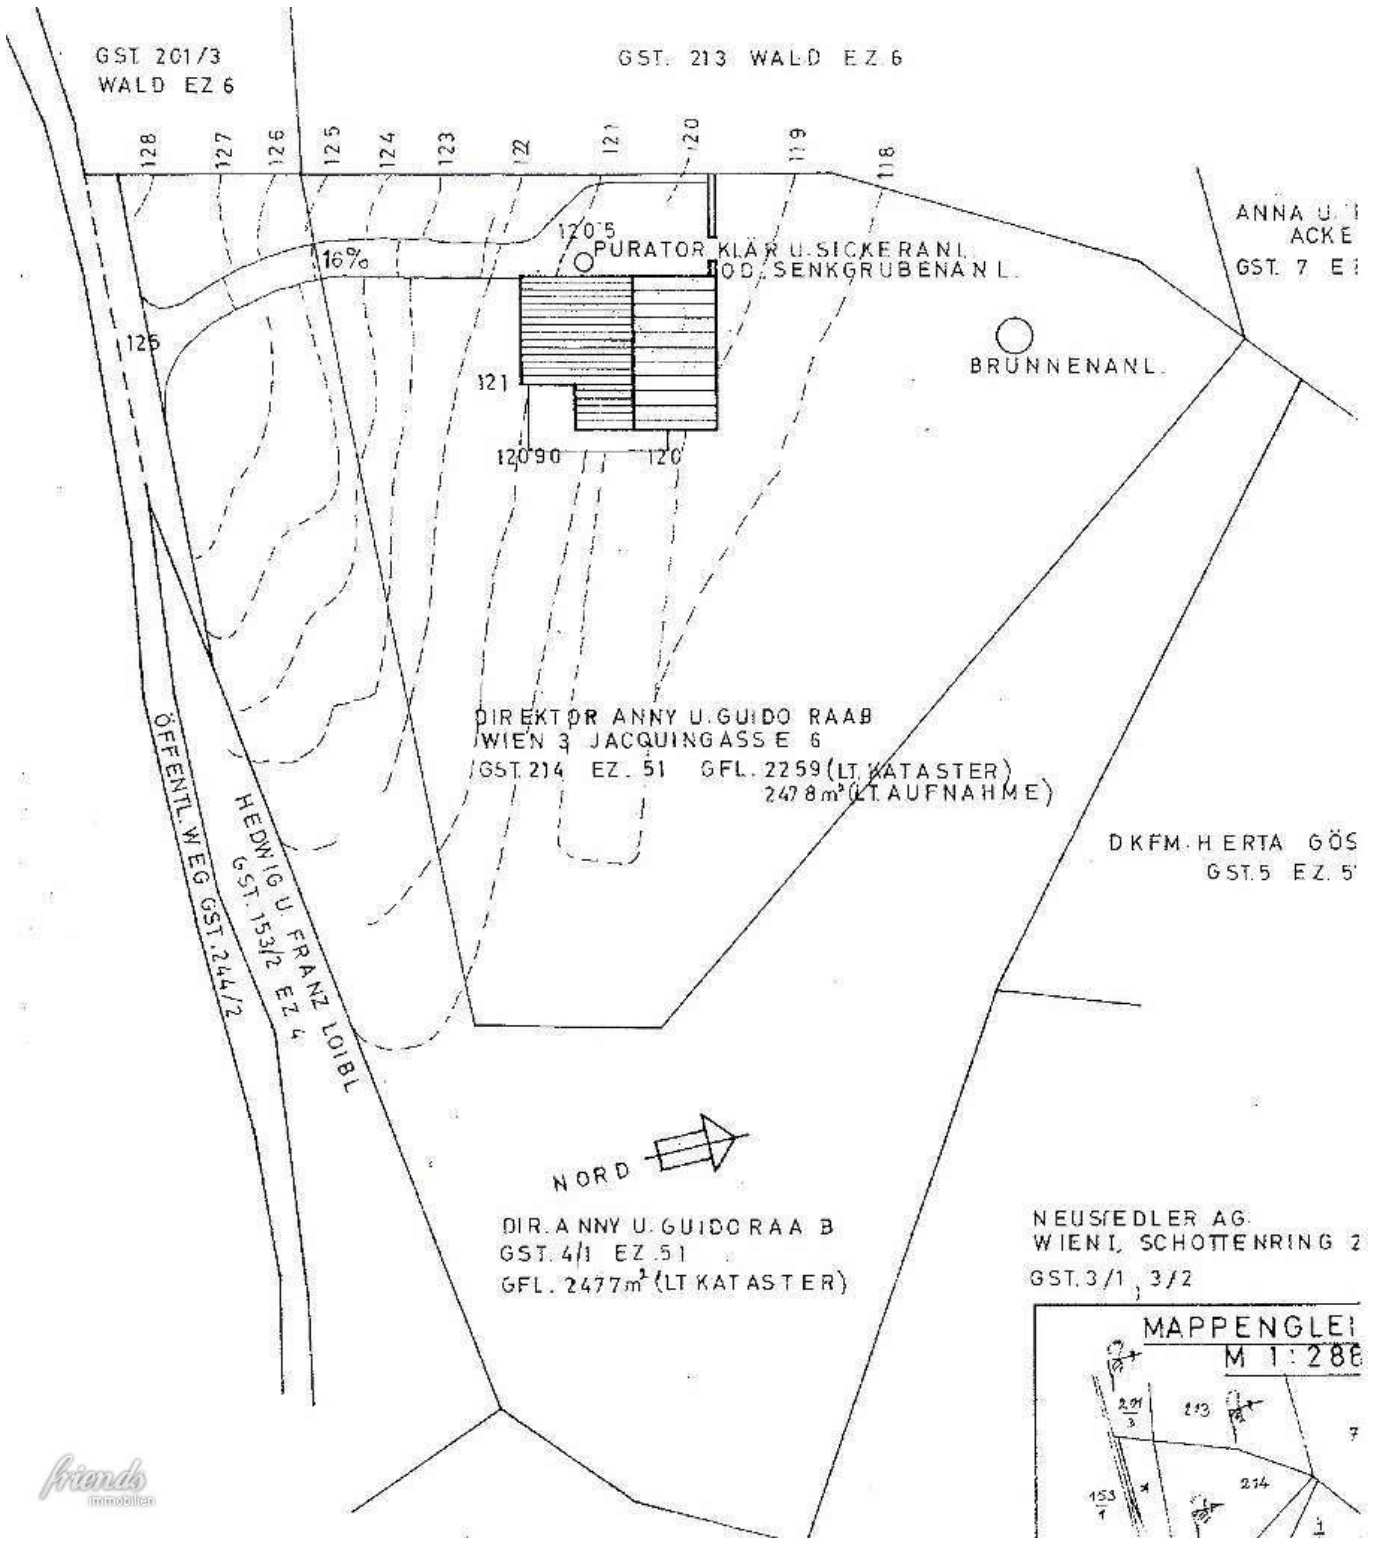 GST. 201/3
WALD EZ 6
GST. 213 WALD EZ. 6
128
127
126
125
124
123
122
121
120
119
118
ANNA U.
ACKE
GST. 7 E
120 5
PURATOR KLÄR U. SICKERANL.
OD. SENKGRUBENANL.
16%
BRUNNENANL.
125
121
120 90
120
DIREKTOR ANNY U. GUIDO RAAB
WIEN 3 JACQUINGASSE 6
GST. 214 EZ. 51 GFL. 2259 (LT. KATASTER)
2478 m² (LT. AUFNAHME)
ÖFFENTL. WEG GST. 244/2
HEDWIG U. FRANZ LOIBL
GST. 153/2 EZ 4
DKFM. HERTA GÖS
GST. 5 EZ. 5
NORD
DIR. ANNY U. GUIDO RAAB
GST. 4/1 EZ. 51
GFL. 2477 m² (LT KATASTER)
NEUSIEDLER AG.
WIEN I, SCHOTTENRING 2
GST. 3/1, 3/2
MAPPENGLEI
M 1:288
201/3
213
7
153/1
214
friends
immobilien